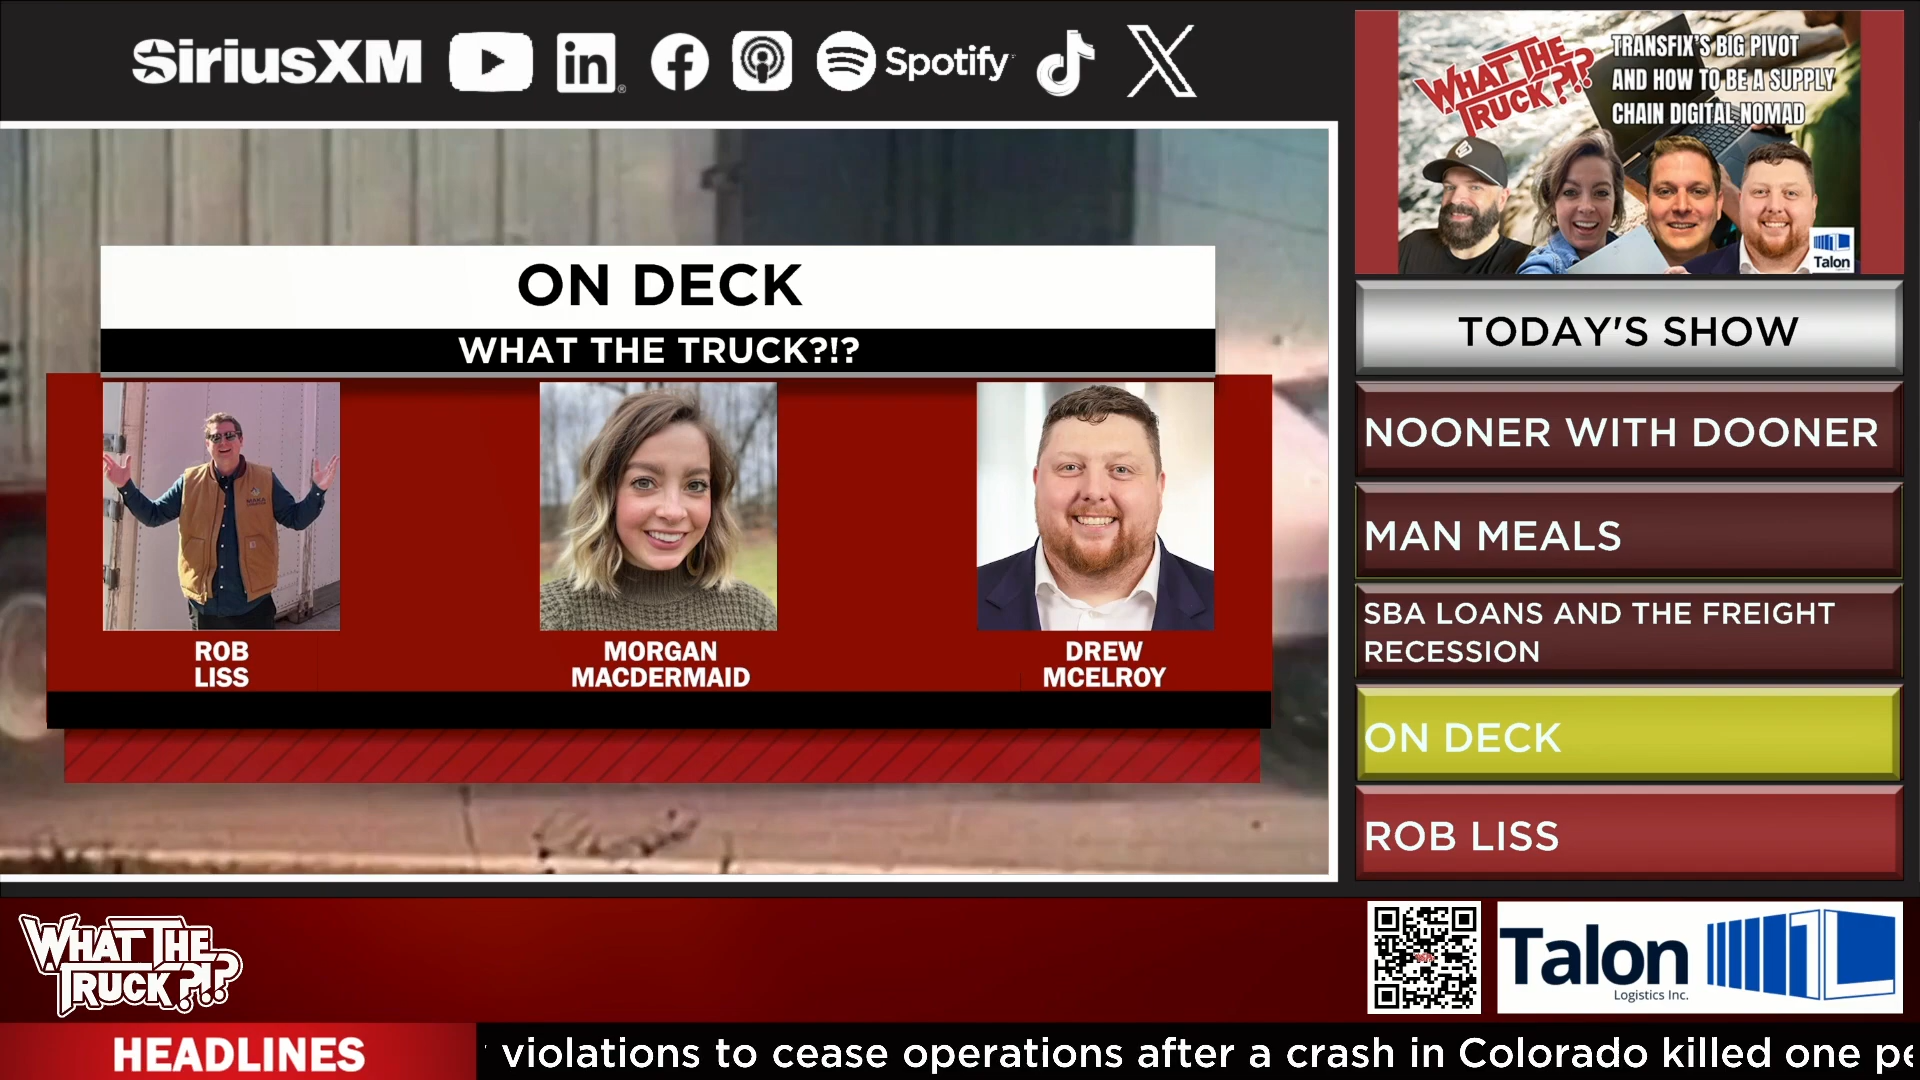 SiriusXM
in
Spotify
WHAT THE
TRUCK?!?
TRANSFIX'S BIG PIVOT
AND HOW TO BE A SUPPLY
CHAIN DIGITAL NOMAD
Talon
ON DECK
WHAT THE TRUCK?!?
ROB
LISS
MORGAN
MACDERMAID
DREW
MCELROY
TODAY'S SHOW
NOONER WITH DOONER
MAN MEALS
SBA LOANS AND THE FREIGHT
RECESSION
ON DECK
ROB LISS
WHAT THE
TRUCK?!?
Talon
Logistics Inc.
HEADLINES
violations to cease operations after a crash in Colorado killed one pe